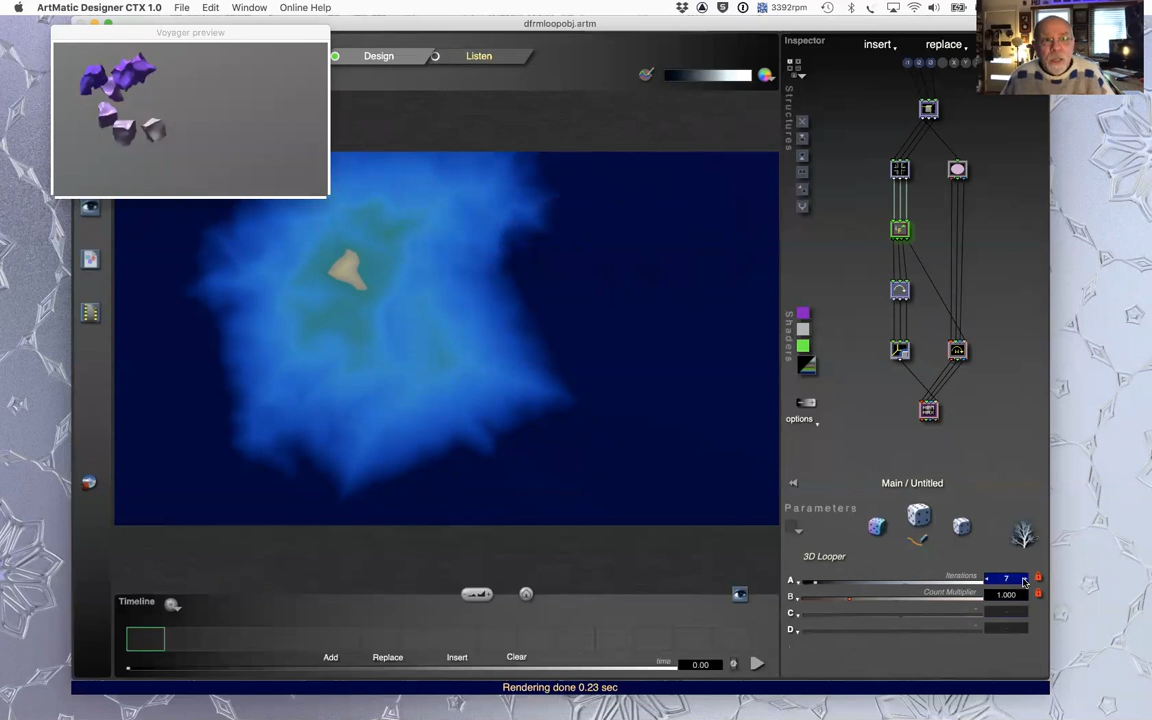 ArtMatic Designer CTX 1.0 File Edit Window Online Help 3392rpm
dfrmloopobj.artm
Voyager preview
Design Listen
Inspector
insert replace
Structures
Shaders
options
Main / Untitled
Parameters
3D Looper
A Iterations 7
B Count Multiplier 1.000
C
D
Timeline
Add Replace Insert Clear time 0.00
Rendering done 0.23 sec